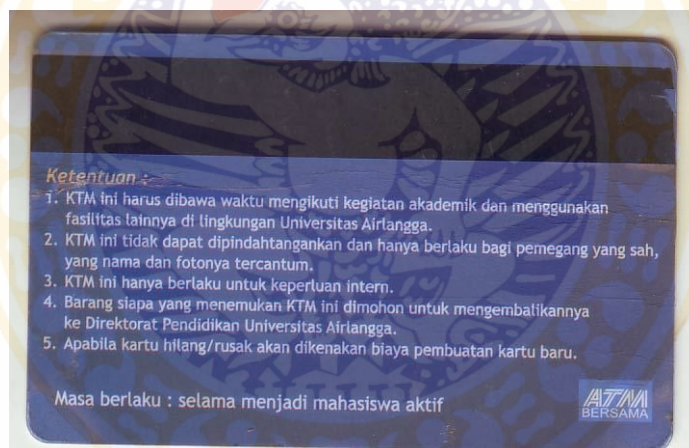 Ketentuan :
1. KTM ini harus dibawa waktu mengikuti kegiatan akademik dan menggunakan
fasilitas lainnya di lingkungan Universitas Airlangga.
2. KTM ini tidak dapat dipindahtangankan dan hanya berlaku bagi pemegang yang sah,
yang nama dan fotonya tercantum.
3. KTM ini hanya berlaku untuk keperluan intern.
4. Barang siapa yang menemukan KTM ini dimohon untuk mengembalikannya
ke Direktorat Pendidikan Universitas Airlangga.
5. Apabila kartu hilang/rusak akan dikenakan biaya pembuatan kartu baru.
Masa berlaku : selama menjadi mahasiswa aktif
ATM
BERSAMA